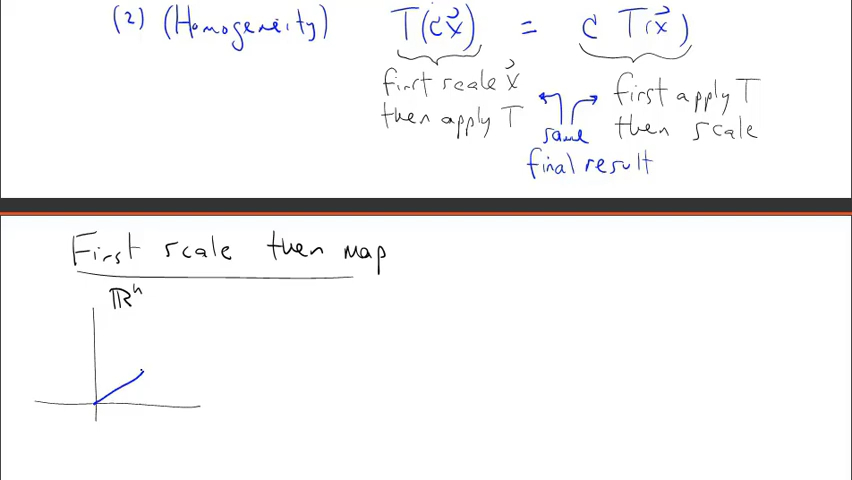 (2) (Homogeneity) T(cx⃗) = c T(x⃗)
first scale x⃗ first apply T
then apply T then scale
same
final result
First scale then map
ℝⁿ